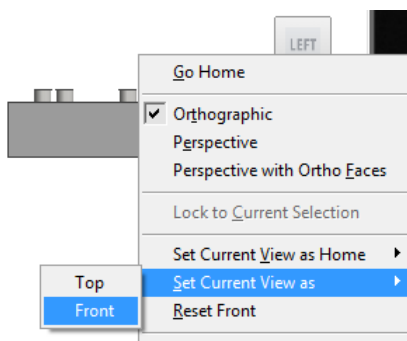 LEFT
Go Home
Orthographic
Perspective
Perspective with Ortho Faces
Lock to Current Selection
Set Current View as Home
Set Current View as
Reset Front
Top
Front